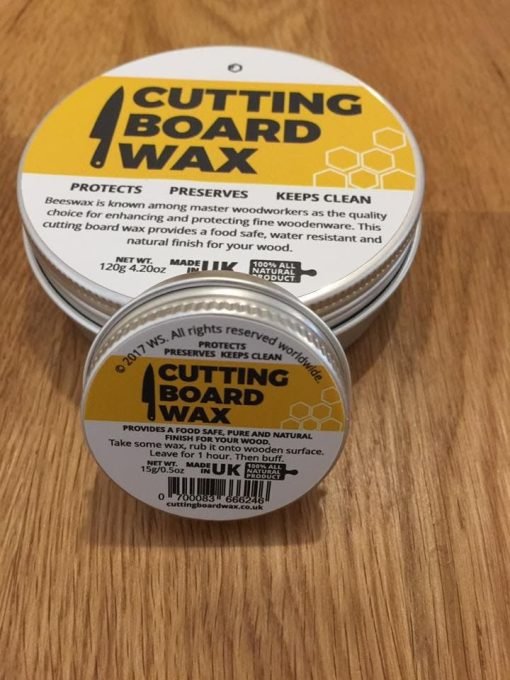 CUTTING
BOARD
WAX
PROTECTS PRESERVES KEEPS CLEAN
Beeswax is known among master woodworkers as the quality
choice for enhancing and protecting fine woodenware. This
cutting board wax provides a food safe, water resistant and
natural finish for your wood.
NET WT.
120g 4.20oz
MADE IN UK
100% ALL
NATURAL
PRODUCT
© 2017 WS. All rights reserved worldwide.
PROTECTS
PRESERVES KEEPS CLEAN
CUTTING
BOARD
WAX
PROVIDES A FOOD SAFE, PURE AND NATURAL
FINISH FOR YOUR WOOD.
Take some wax, rub it onto wooden surface.
Leave for 1 hour. Then buff.
NET WT.
15g/0.5oz
MADE IN UK
100% ALL
NATURAL
PRODUCT
0 700083 666246
cuttingboardwax.co.uk